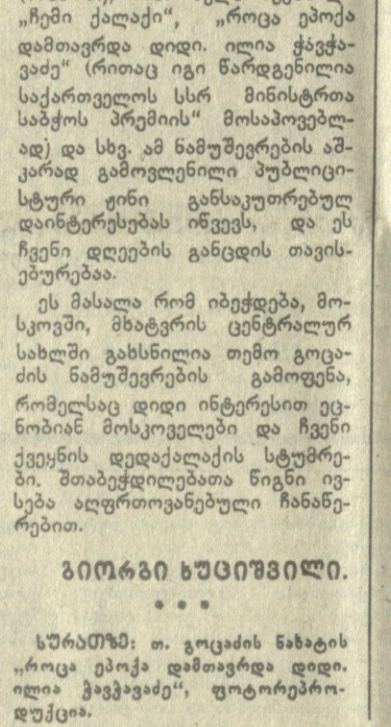 „ჩემი ქალაქი“, „როცა ეპოქა
დამთავრდა დიდი. ილია ჭავჭა-
ვაძე“ (რითაც იგი წარდგენილია
საქართველოს სსრ მინისტრთა
საბჭოს პრემიის“ მოსაპოვებლ-
ად) და სხვ. ამ ნამუშევრების აშ-
კარად გამოვლენილი პუბლიცი-
სტური ჟინი განსაკუთრებულ
დაინტერესებას იწვევს, და ეს
ჩვენი დღეების განცდის თავის-
ებურებაა.
ეს მასალა რომ იბეჭდება, მო-
სკოვში, მხატვრის ცენტრალურ
სახლში გახსნილია თემო გოცა-
ძის ნამუშევრების გამოფენა,
რომელსაც დიდი ინტერესით ეც-
ნობიან მოსკოველები და ჩვენი
ქვეყნის დედაქალაქის სტუმრე-
ბი. შთაბეჭდილებათა წიგნი ივ-
სება აღფრთოვანებული ჩანაწე-
რებით.
გიორგი ხუციშვილი.
• • •
სურათზე: თ. გოცაძის ნახატის
„როცა ეპოქა დამთავრდა დიდი.
ილია ჭავჭავაძე“, ფოტორეპრო-
დუქცია.